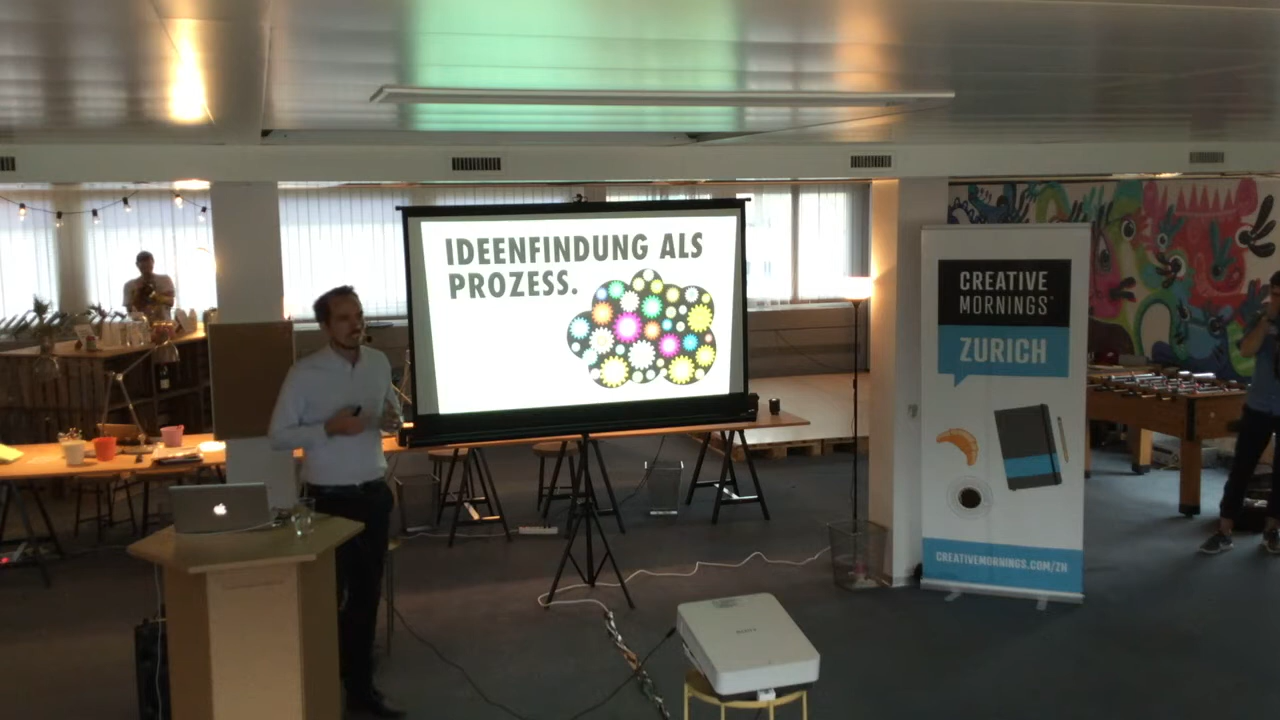 IDEENFINDUNG ALS
PROZESS.
CREATIVE
MORNINGS
ZURICH
CREATIVEMORNINGS.COM/ZH